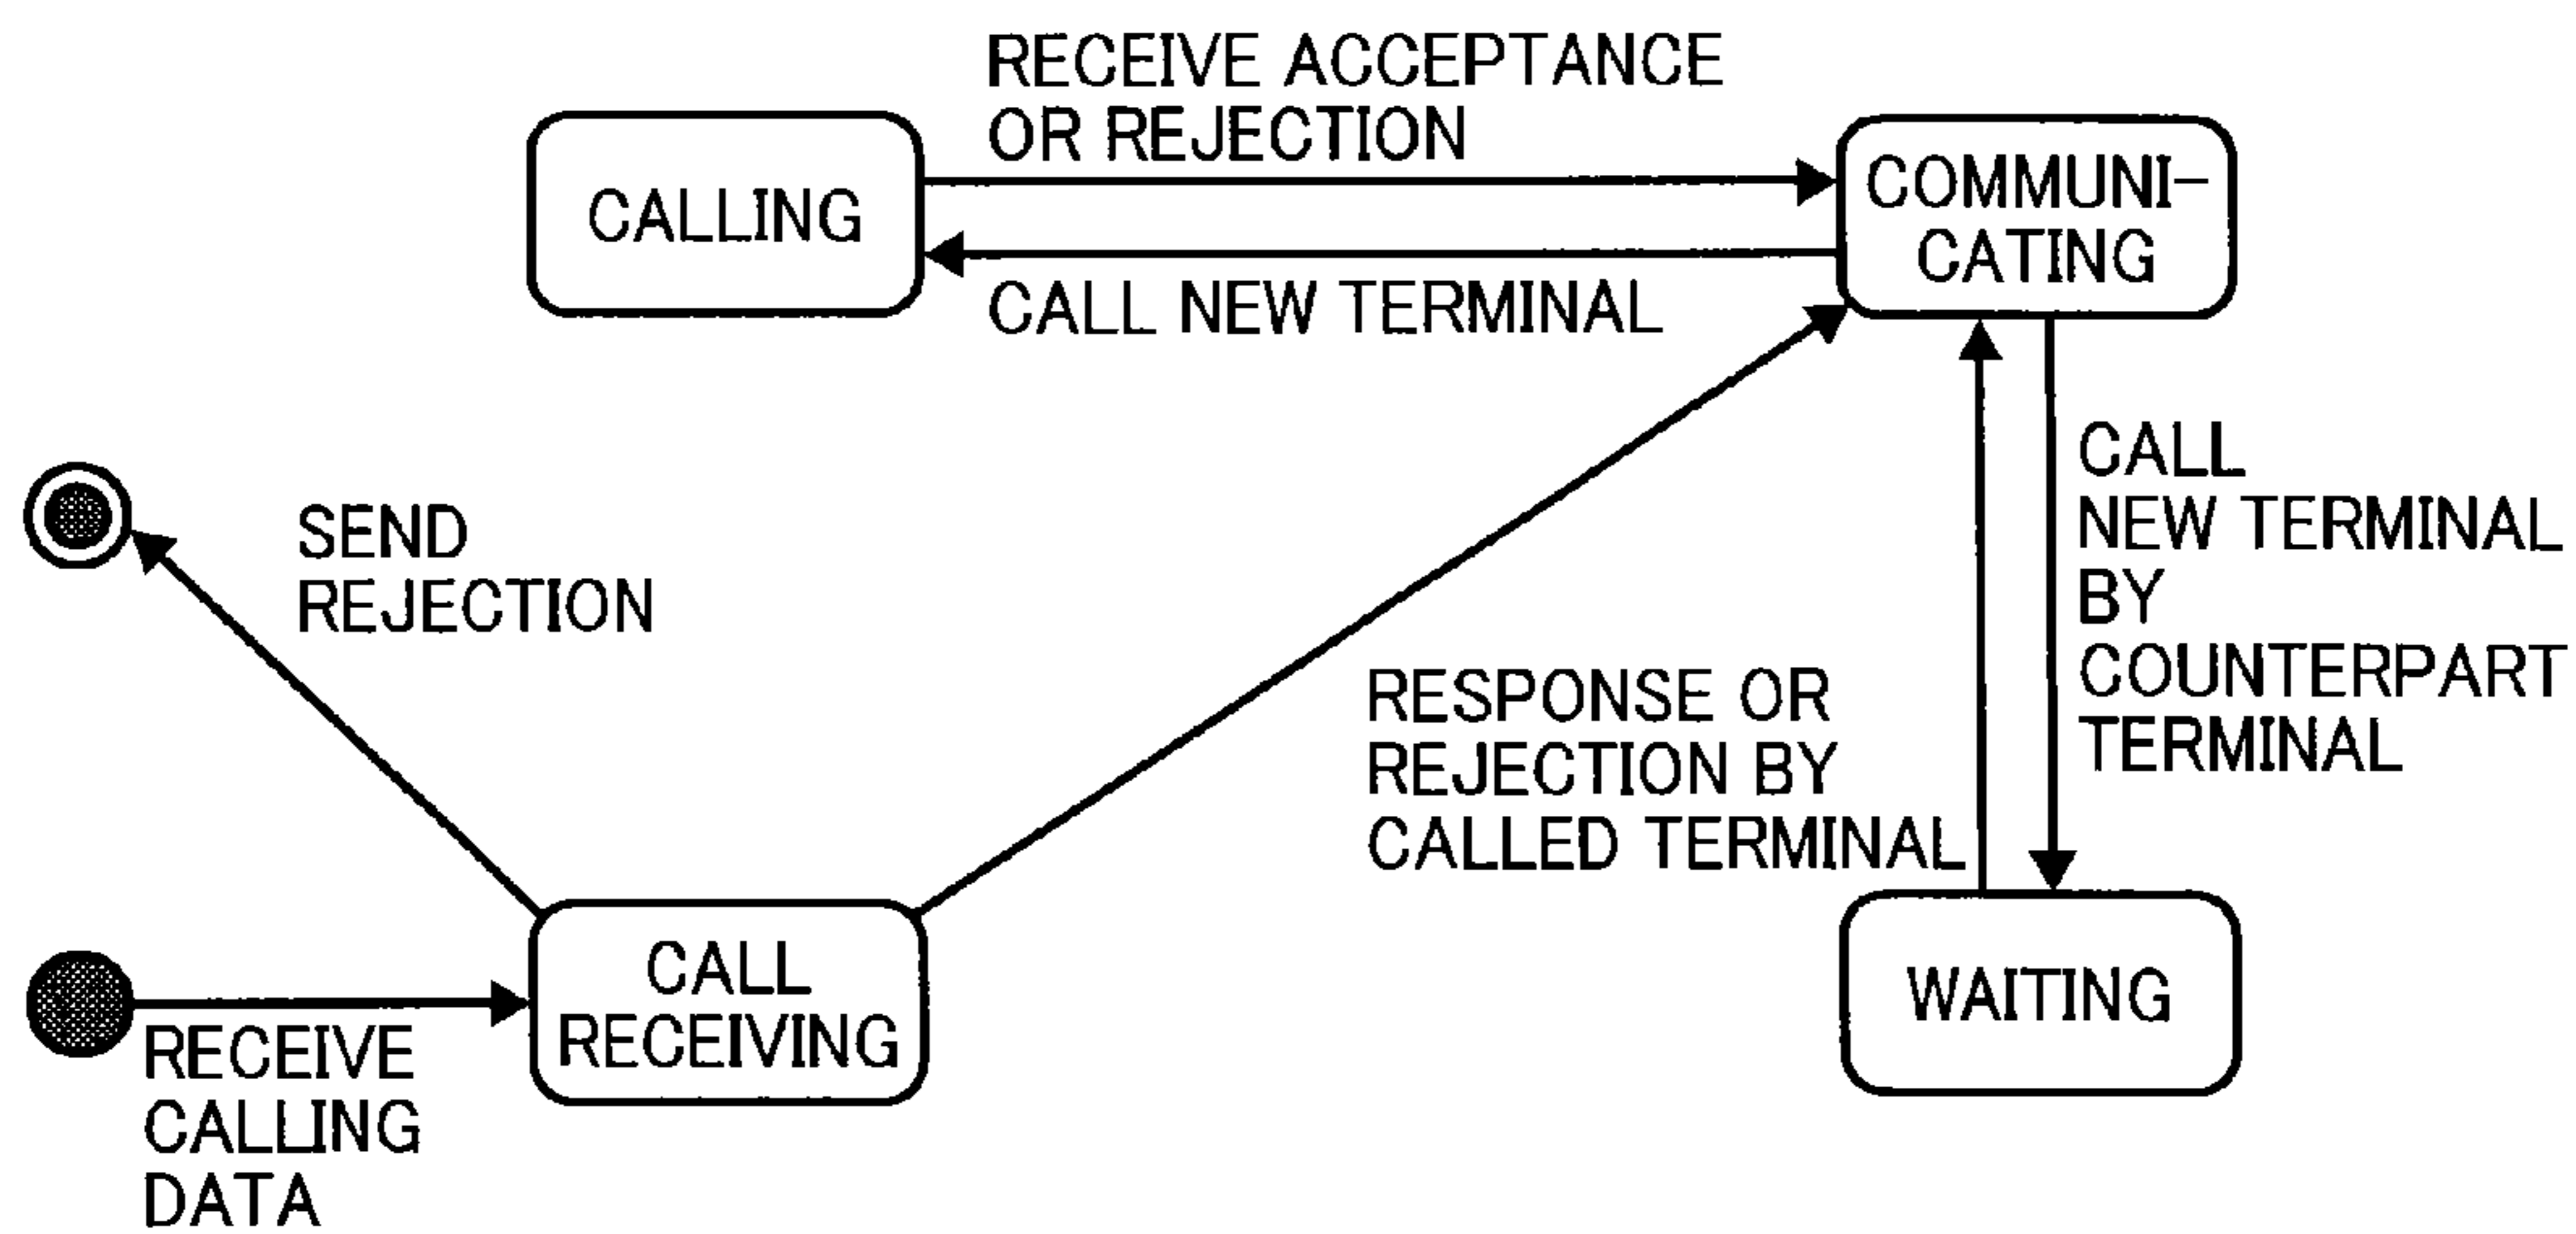 RECEIVE ACCEPTANCE
OR REJECTION
CALLING
COMMUNI-
CATING
CALL NEW TERMINAL
CALL
NEW TERMINAL
BY
COUNTERPART
TERMINAL
SEND
REJECTION
RESPONSE OR
REJECTION BY
CALLED TERMINAL
CALL
RECEIVING
WAITING
RECEIVE
CALLING
DATA